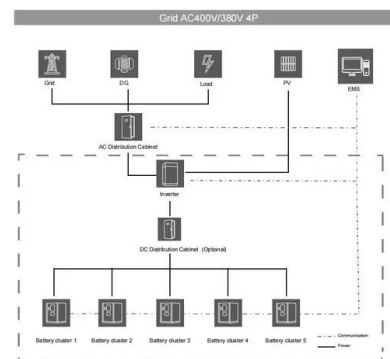 Grid AC400V/380V 4P
Grid
DG
Load
PV
EMS
AC Distribution Cabinet
Inverter
DC Distribution Cabinet (Optional)
Battery cluster 1
Battery cluster 2
Battery cluster 3
Battery cluster 4
Battery cluster 5
Communication
Power